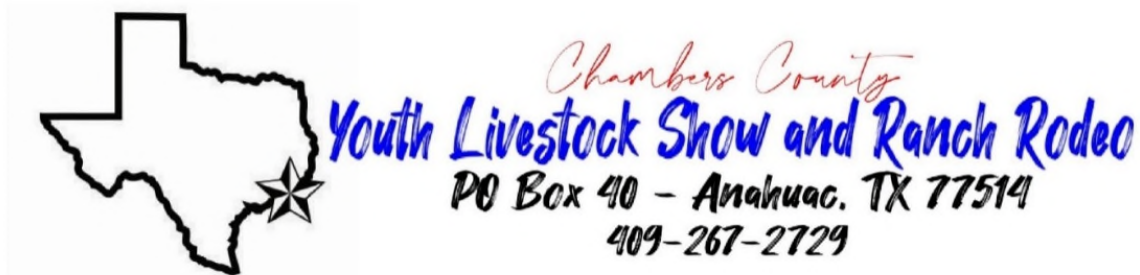 Chambers County
Youth Livestock Show and Ranch Rodeo
PO Box 40 - Anahuac, TX 77514
409-267-2729